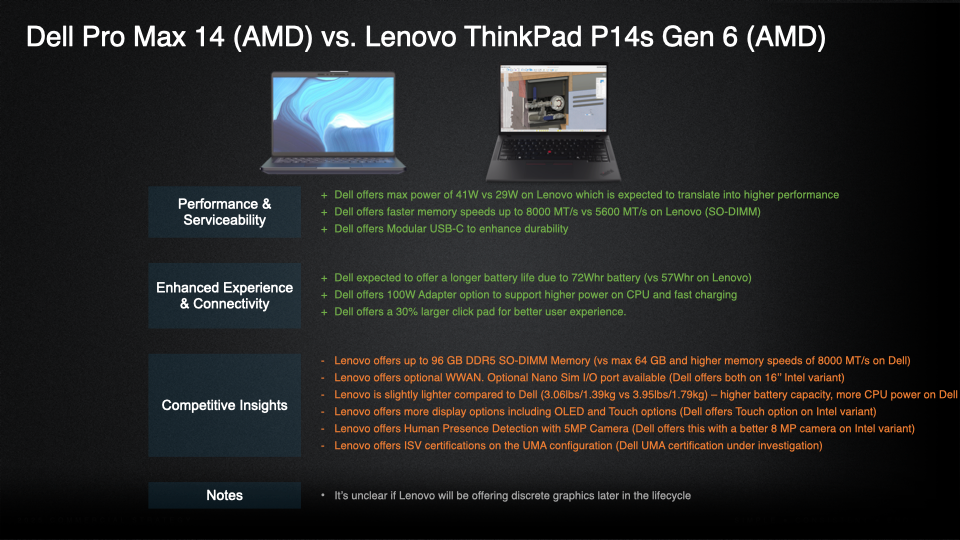 Dell Pro Max 14 (AMD) vs. Lenovo ThinkPad P14s Gen 6 (AMD)
Performance &
Serviceability
+ Dell offers max power of 41W vs 29W on Lenovo which is expected to translate into higher performance
+ Dell offers faster memory speeds up to 8000 MT/s vs 5600 MT/s on Lenovo (SO-DIMM)
+ Dell offers Modular USB-C to enhance durability
Enhanced Experience
& Connectivity
+ Dell expected to offer a longer battery life due to 72Whr battery (vs 57Whr on Lenovo)
+ Dell offers 100W Adapter option to support higher power on CPU and fast charging
+ Dell offers a 30% larger click pad for better user experience.
Competitive Insights
- Lenovo offers up to 96 GB DDR5 SO-DIMM Memory (vs max 64 GB and higher memory speeds of 8000 MT/s on Dell)
- Lenovo offers optional WWAN. Optional Nano Sim I/O port available (Dell offers both on 16” Intel variant)
- Lenovo is slightly lighter compared to Dell (3.06lbs/1.39kg vs 3.95lbs/1.79kg) – higher battery capacity, more CPU power on Dell
- Lenovo offers more display options including OLED and Touch options (Dell offers Touch option on Intel variant)
- Lenovo offers Human Presence Detection with 5MP Camera (Dell offers this with a better 8 MP camera on Intel variant)
- Lenovo offers ISV certifications on the UMA configuration (Dell UMA certification under investigation)
Notes
• It’s unclear if Lenovo will be offering discrete graphics later in the lifecycle